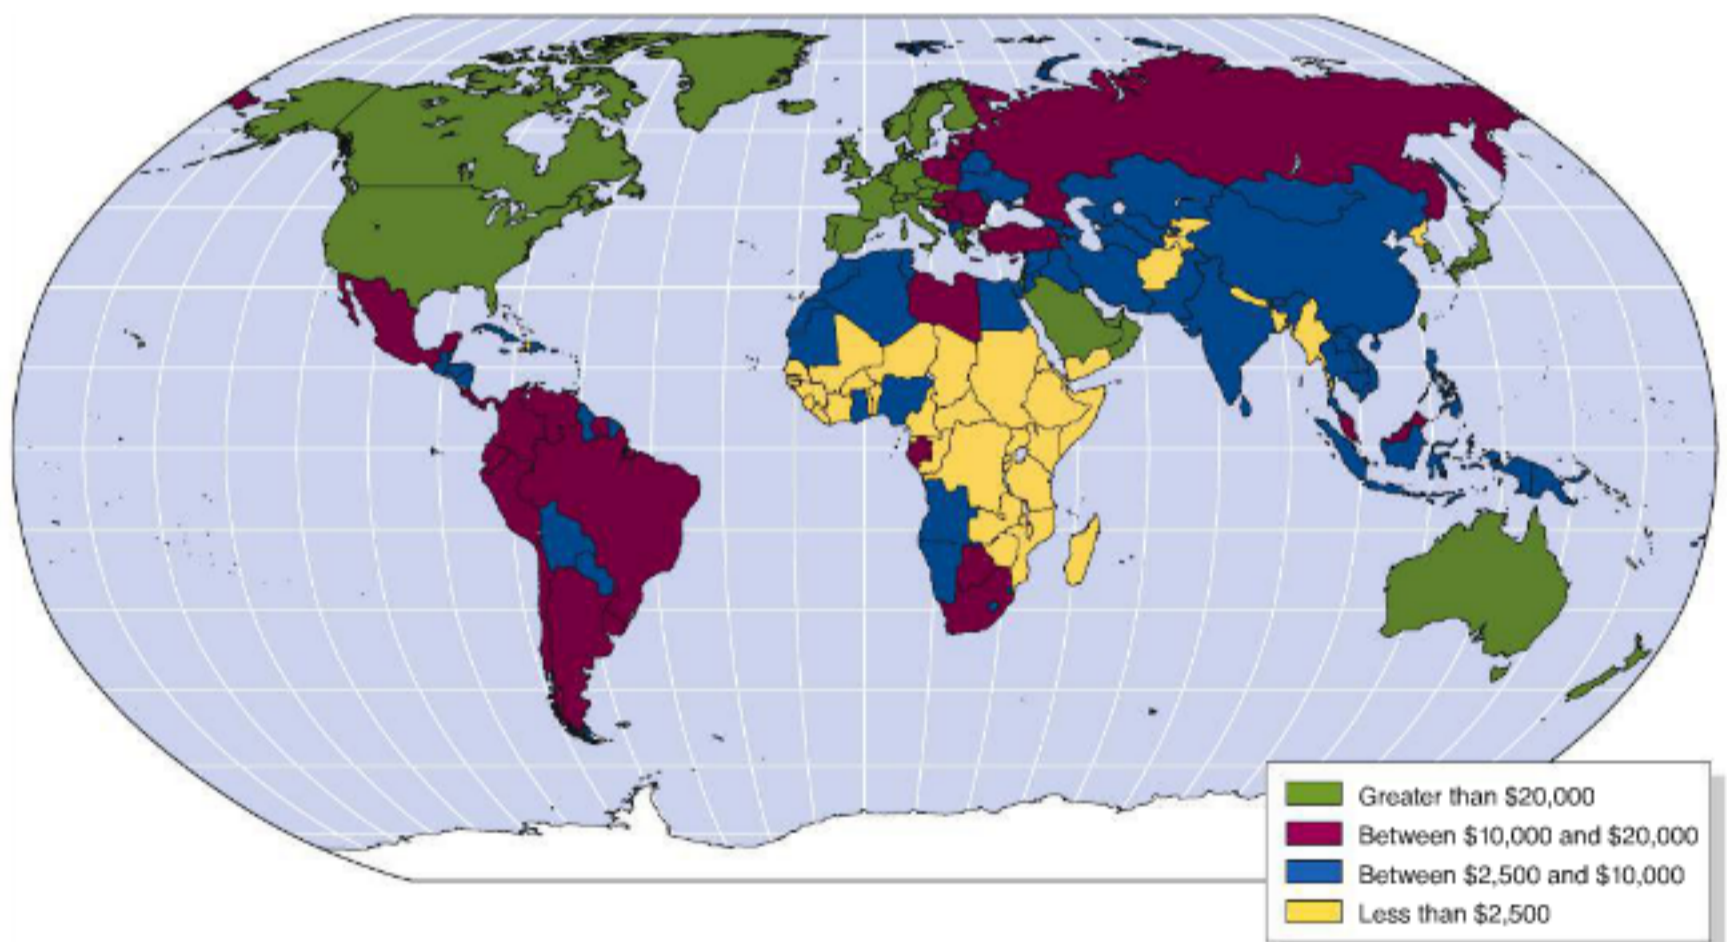 Greater than $20,000
Between $10,000 and $20,000
Between $2,500 and $10,000
Less than $2,500